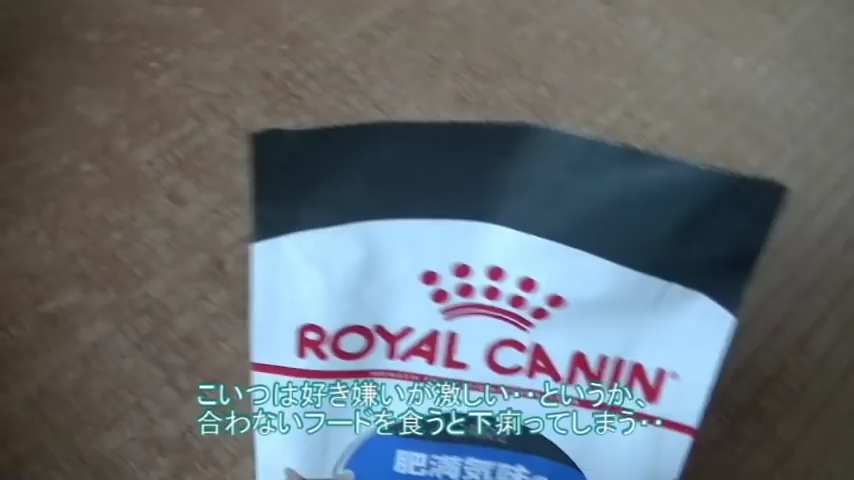 ROYAL CANIN
こいつは好き嫌いが激しい‥というか、
合わないフードを食うと下痢ってしまう‥
肥満気味